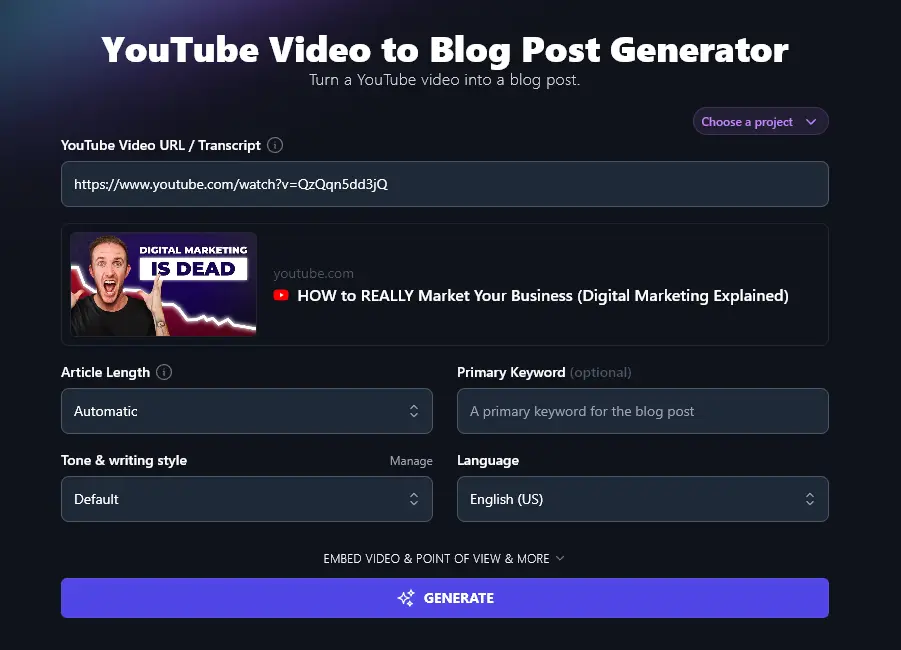 YouTube Video to Blog Post Generator
Turn a YouTube video into a blog post.
Choose a project
YouTube Video URL / Transcript
https://www.youtube.com/watch?v=QzQqn5dd3jQ
DIGITAL MARKETING
IS DEAD
youtube.com
HOW to REALLY Market Your Business (Digital Marketing Explained)
Article Length
Primary Keyword (optional)
Automatic
A primary keyword for the blog post
Tone & writing style
Manage
Language
Default
English (US)
EMBED VIDEO & POINT OF VIEW & MORE
GENERATE